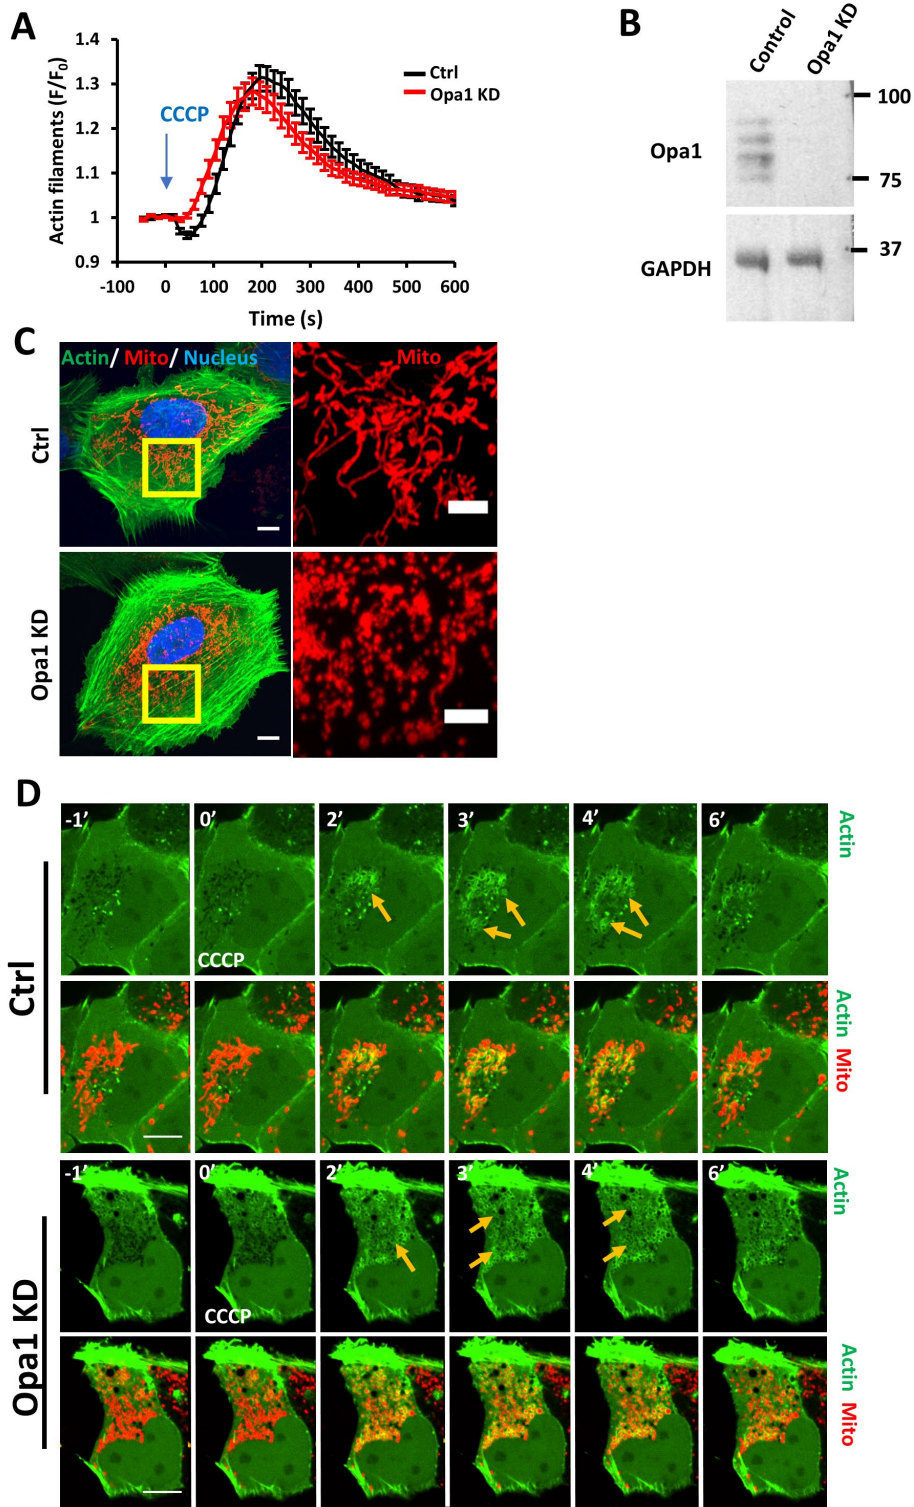 A
Actin filaments (F/F₀)
1.4
1.3
1.2
1.1
1
0.9
-100 0 100 200 300 400 500 600
Time (s)
CCCP
Ctrl
Opa1 KD
B
Control
Opa1 KD
Opa1
100
75
GAPDH
37
C
Actin/ Mito/ Nucleus
Mito
Ctrl
Opa1 KD
D
Ctrl
-1’ 0’ 2’ 3’ 4’ 6’
CCCP
Actin
Actin Mito
Opa1 KD
-1’ 0’ 2’ 3’ 4’ 6’
CCCP
Actin
Actin Mito